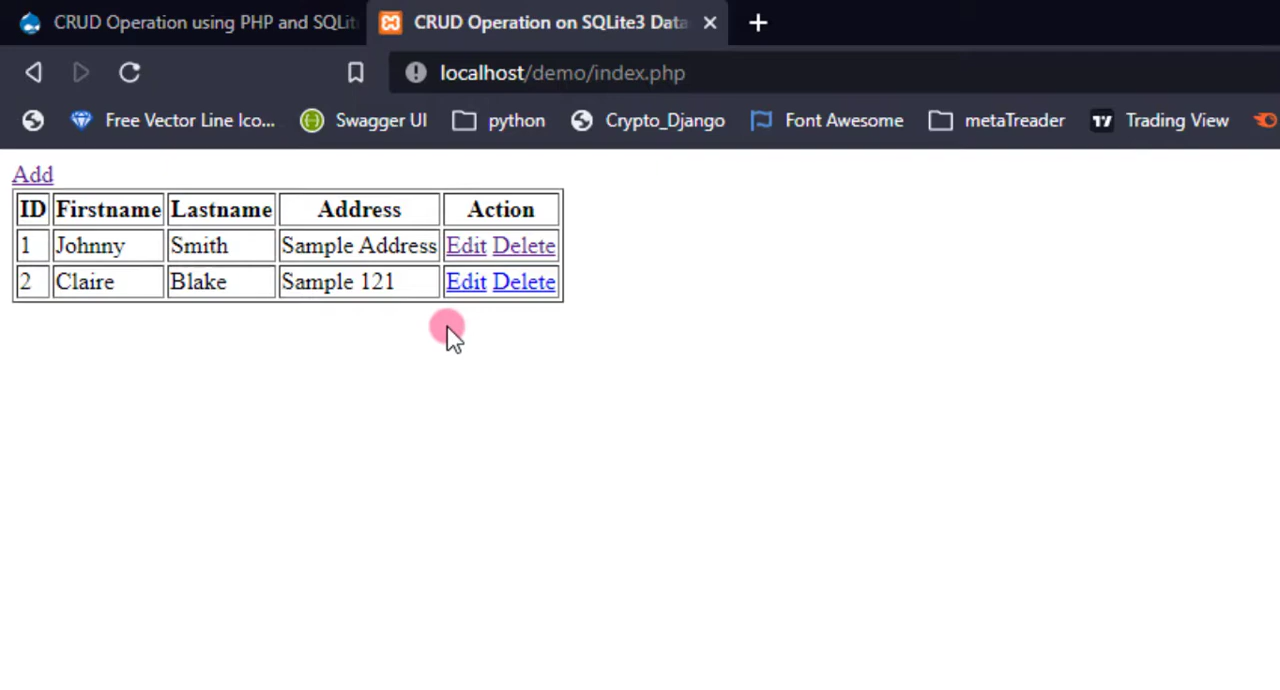 CRUD Operation using PHP and SQLit
CRUD Operation on SQLite3 Data
localhost/demo/index.php
Free Vector Line Ico... Swagger UI python Crypto_Django Font Awesome metaTreader Trading View
Add
ID Firstname Lastname Address Action
1 Johnny Smith Sample Address Edit Delete
2 Claire Blake Sample 121 Edit Delete